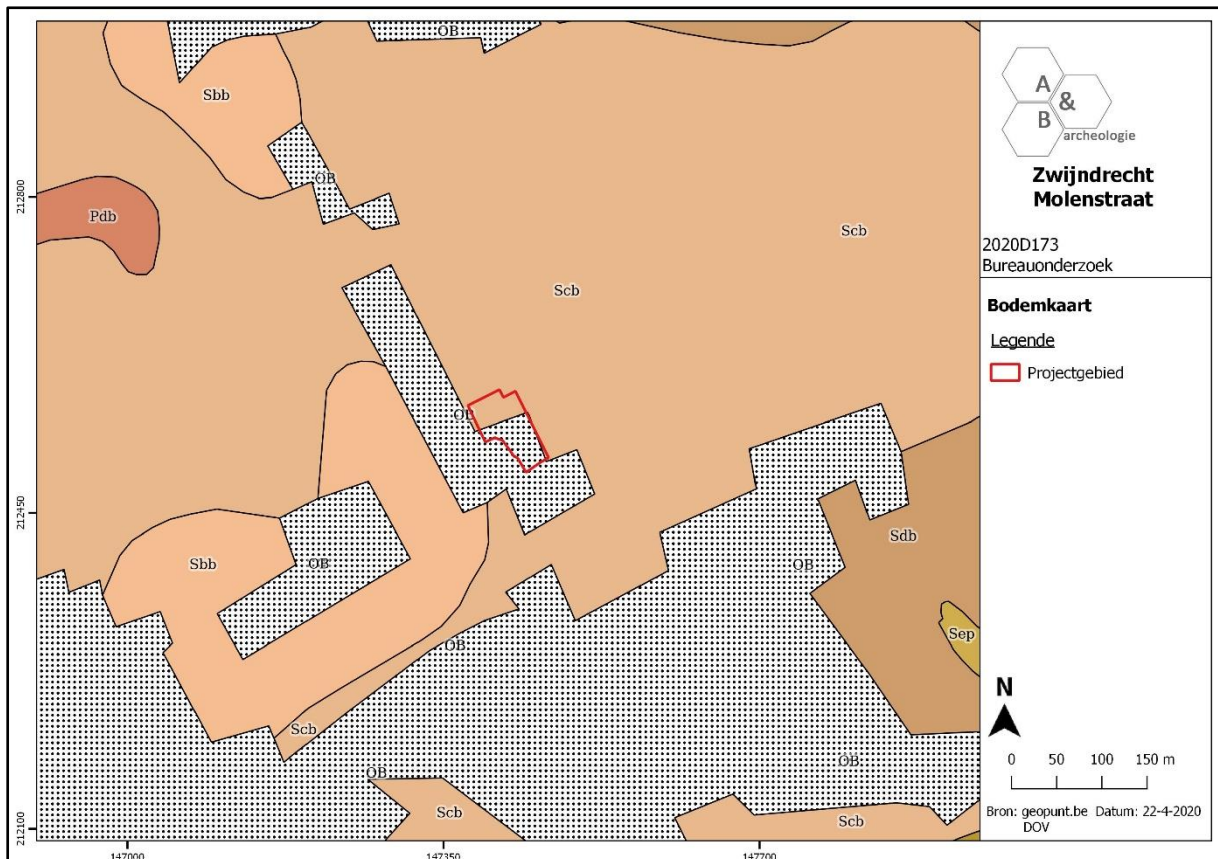 OB
Sbb
OB
Pdb
Scb
Scb
OB
Sdb
Sbb
OB
OB
Sep
OB
Scb
OB
OB
Scb
Scb
212800
212450
212100
147000
147350
147700
A
&
B
archeologie
Zwijndrecht
Molenstraat
2020D173
Bureauonderzoek
Bodemkaart
Legende
Projectgebied
N
0 50 100 150 m
Bron: geopunt.be Datum: 22-4-2020
DOV